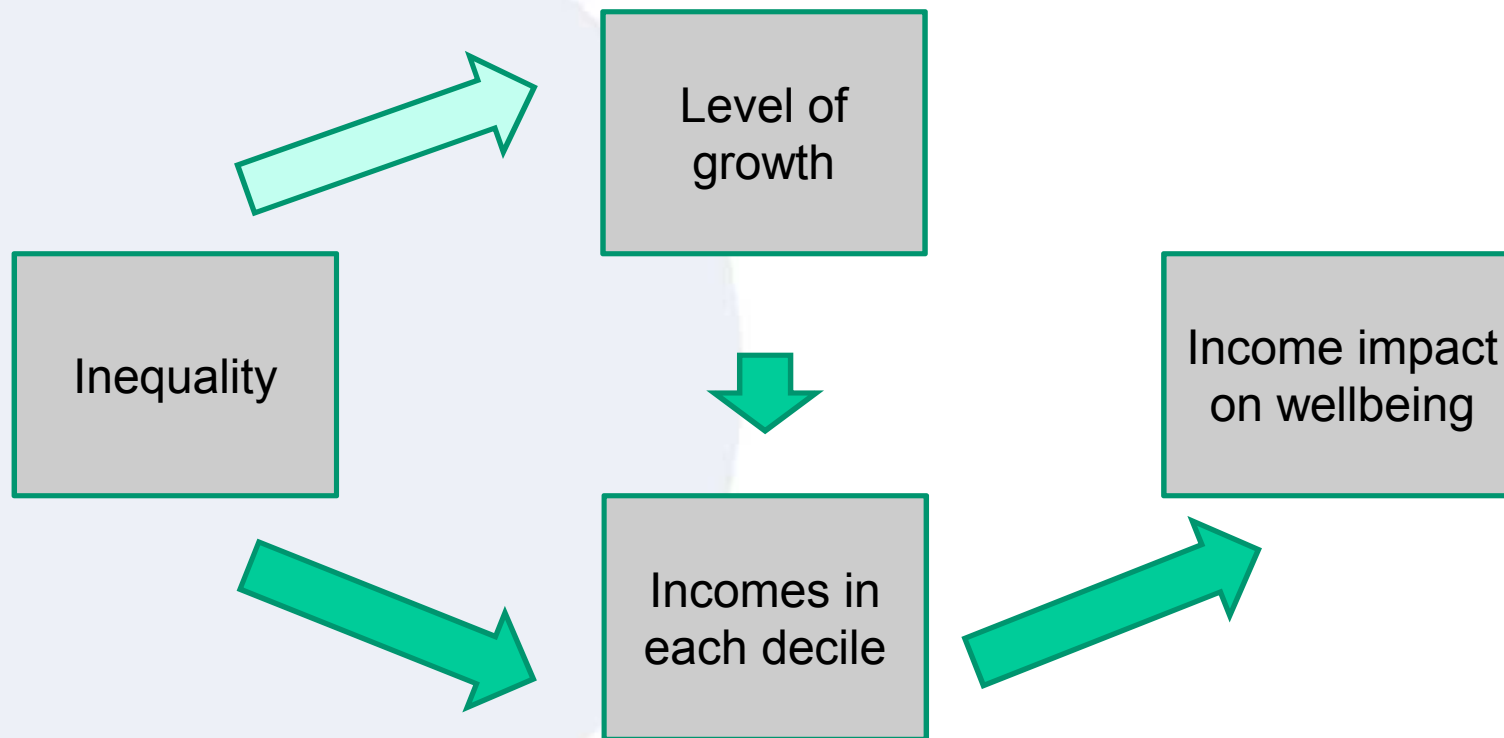 Level of
growth
Inequality
Income impact
on wellbeing
Incomes in
each decile